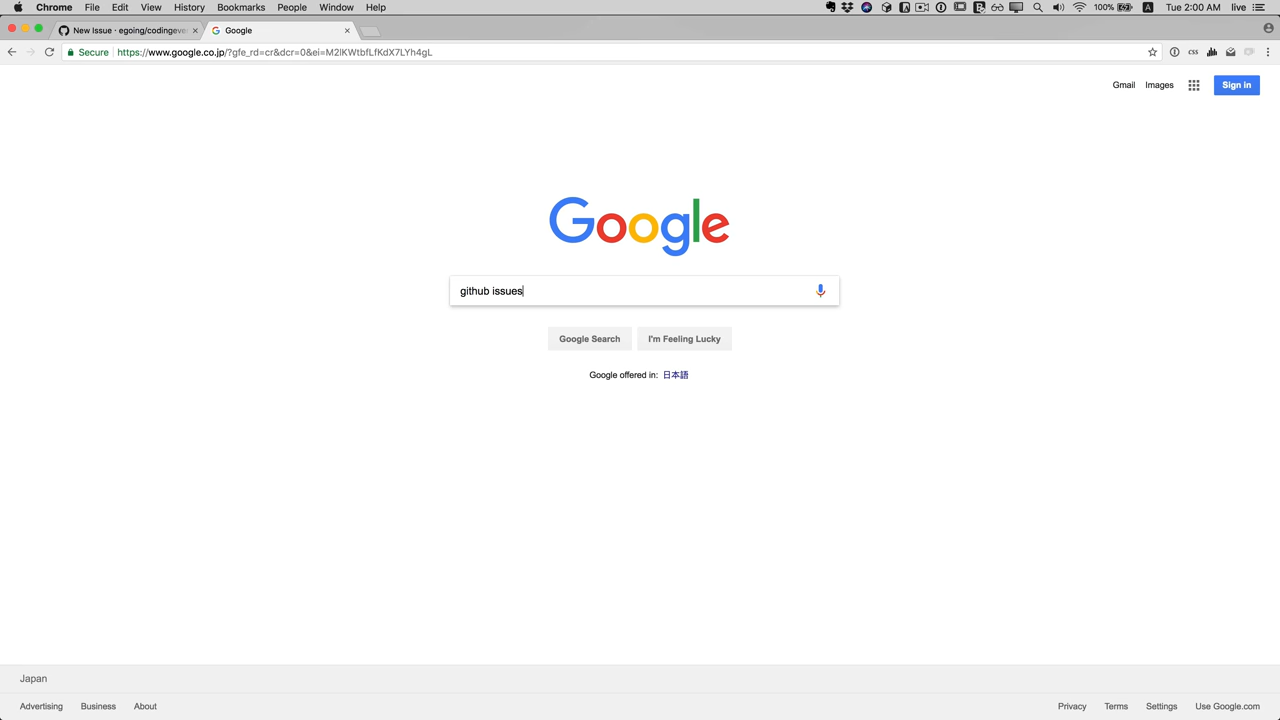 Chrome File Edit View History Bookmarks People Window Help 100% A Tue 2:00 AM live
New Issue · egoing/codingeve Google
Secure https://www.google.co.jp/?gfe_rd=cr&dcr=0&ei=M2lKWtbfLfKdX7LYh4gL css
Gmail Images Sign in
Google
github issues
Google Search I'm Feeling Lucky
Google offered in: 日本語
Japan
Advertising Business About Privacy Terms Settings Use Google.com